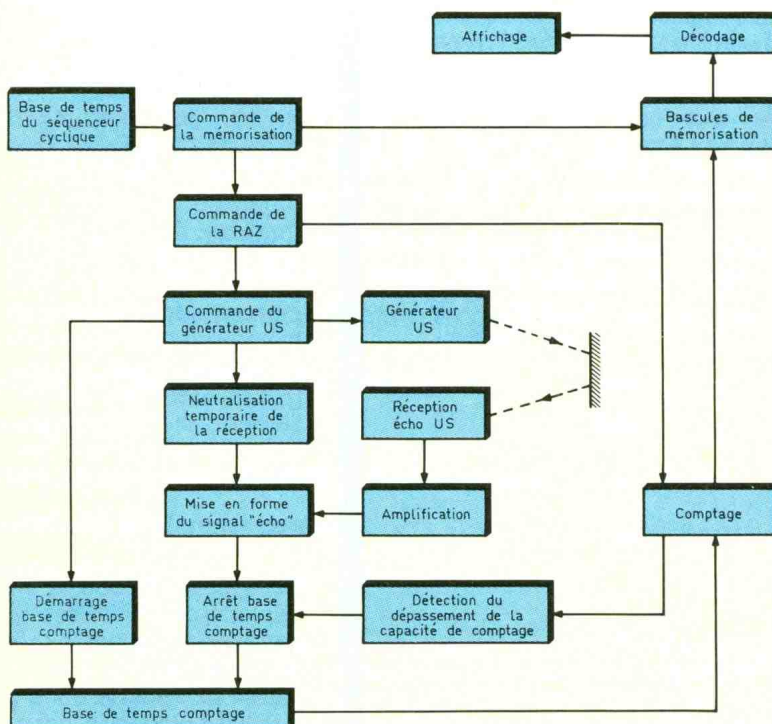 Affichage
Décodage
Base de temps
du séquenceur
cyclique
Commande de
la mémorisation
Bascules de
mémorisation
Commande de
la RAZ
Commande du
générateur US
Générateur
US
Neutralisation
temporaire de
la réception
Réception
écho US
Mise en forme
du signal "écho"
Amplification
Comptage
Démarrage
base de temps
comptage
Arrêt base
de temps
comptage
Détection du
dépassement de la
capacité de comptage
Base de temps comptage